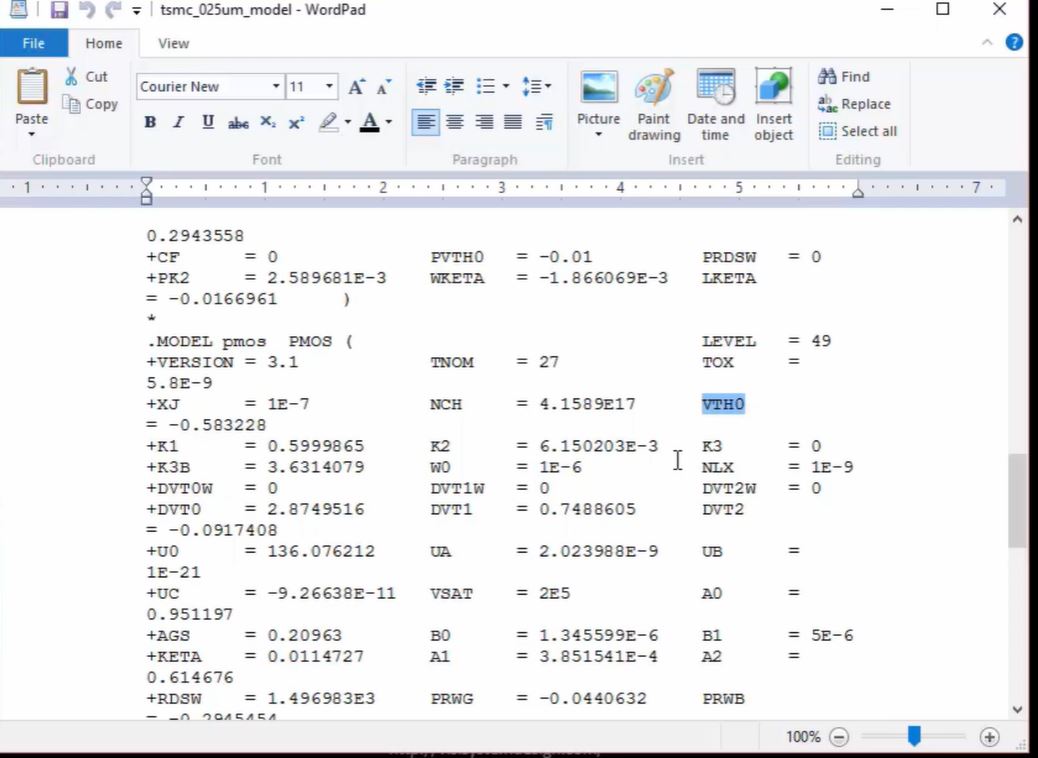 tsmc_025um_model - WordPad
File Home View
Paste
Cut
Copy
Clipboard
Courier New 11
B I U abc X₂ X² A
Font
Paragraph
Picture
Paint drawing
Date and time
Insert object
Insert
Find
Replace
Select all
Editing
1 1 2 3 4 5 7
0.2943558
+CF = 0 PVTH0 = -0.01 PRDSW = 0
+PK2 = 2.589681E-3 WKETA = -1.866069E-3 LKETA
= -0.0166961 )
*
.MODEL pmos PMOS ( LEVEL = 49
+VERSION = 3.1 TNOM = 27 TOX =
5.8E-9
+XJ = 1E-7 NCH = 4.1589E17 VTH0
= -0.583228
+K1 = 0.5999865 K2 = 6.150203E-3 K3 = 0
+K3B = 3.6314079 W0 = 1E-6 NLX = 1E-9
+DVT0W = 0 DVT1W = 0 DVT2W = 0
+DVT0 = 2.8749516 DVT1 = 0.7488605 DVT2
= -0.0917408
+U0 = 136.076212 UA = 2.023988E-9 UB =
1E-21
+UC = -9.26638E-11 VSAT = 2E5 A0 =
0.951197
+AGS = 0.20963 B0 = 1.345599E-6 B1 = 5E-6
+KETA = 0.0114727 A1 = 3.851541E-4 A2 =
0.614676
+RDSW = 1.496983E3 PRWG = -0.0440632 PRWB
= -0.2945454
100%